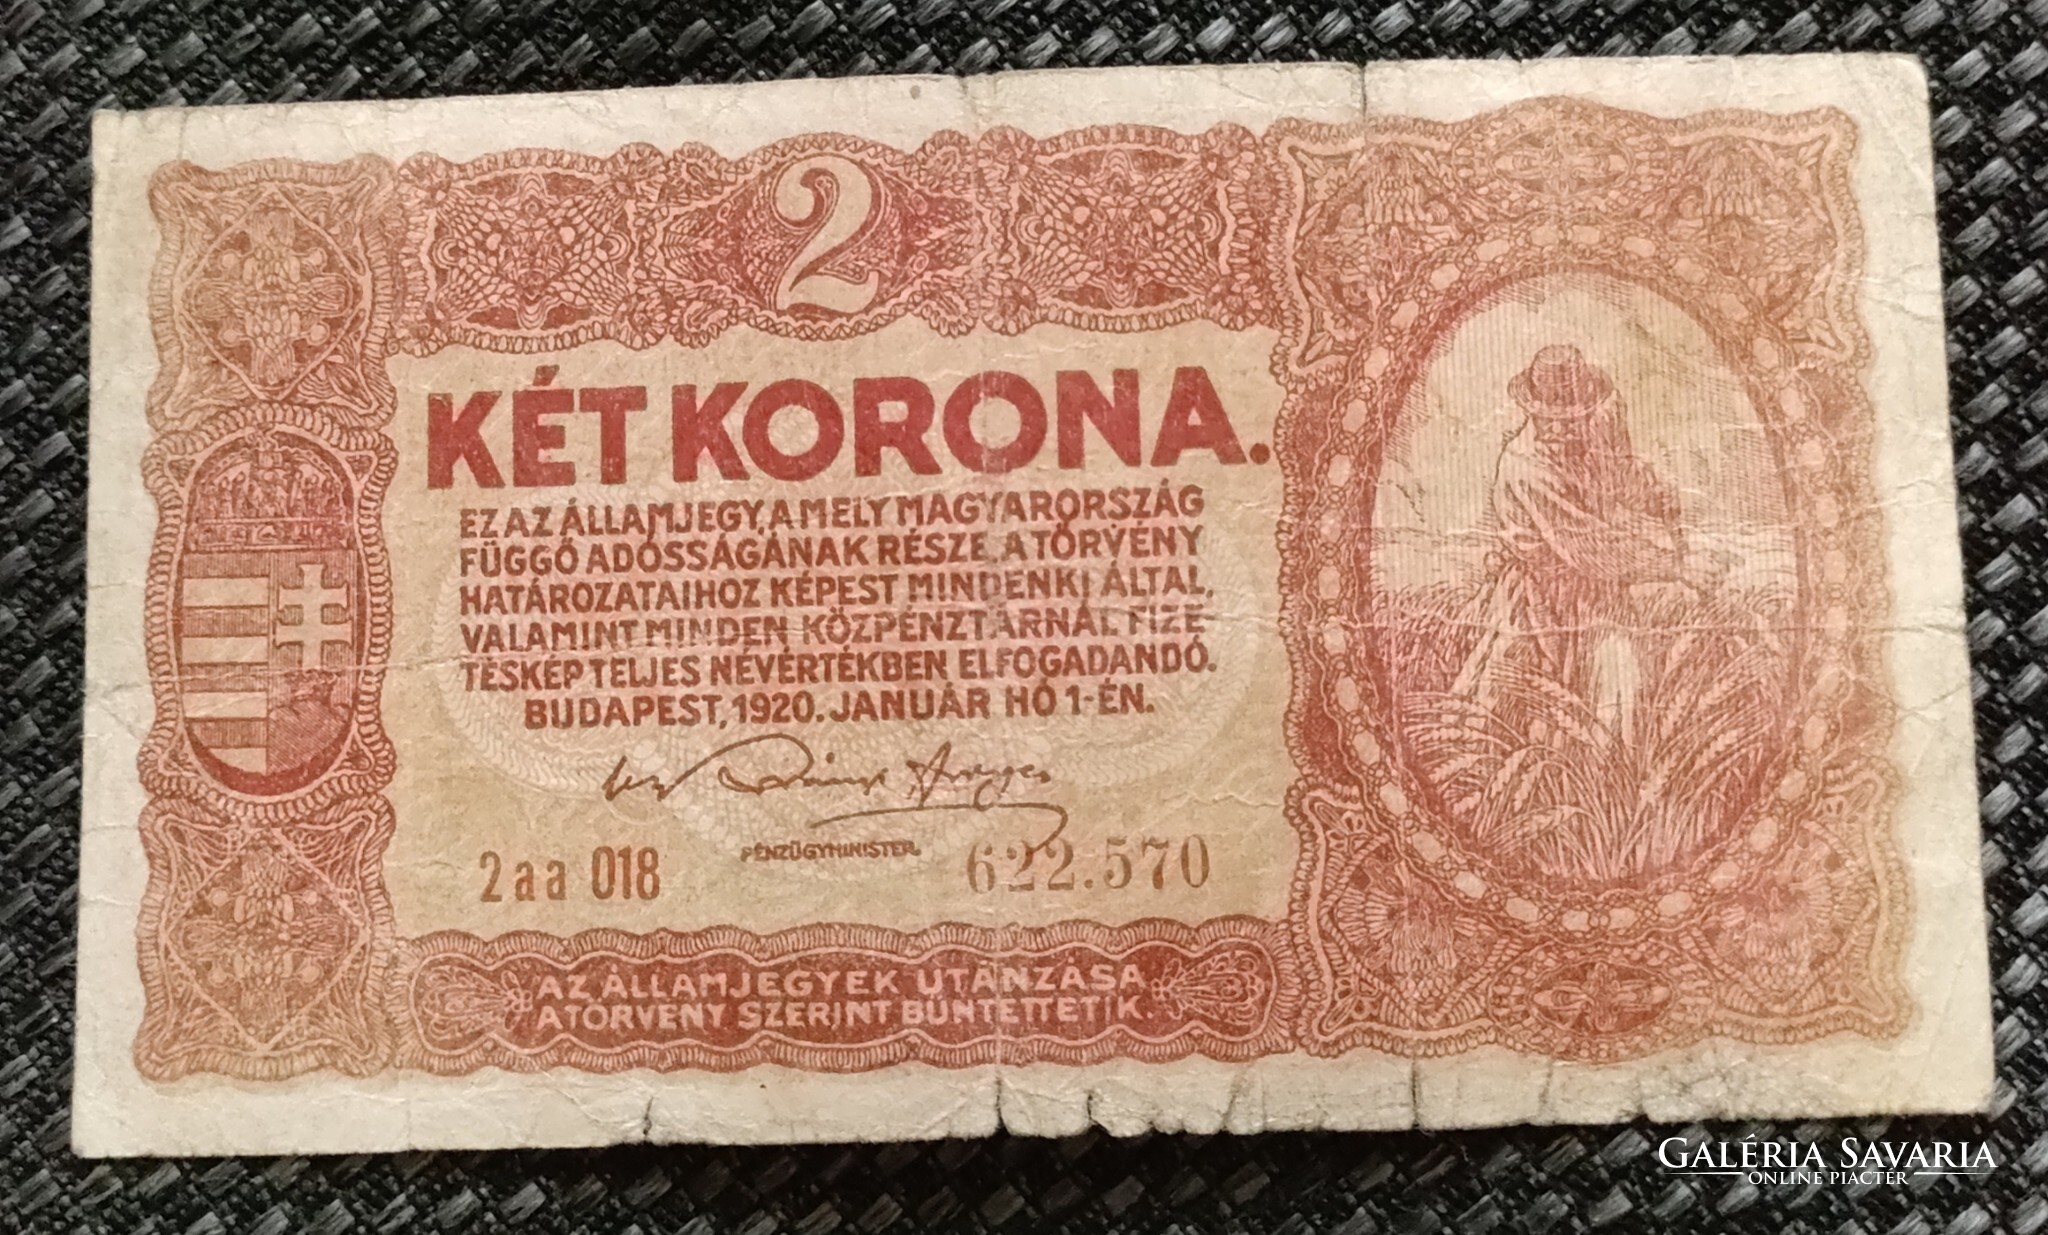 2
KÉT KORONA.
EZ AZ ÁLLAMJEGY, AMELY MAGYARORSZÁG
FÜGGŐ ADÓSSÁGÁNAK RÉSZE, A TÖRVÉNY
HATÁROZATAIHOZ KÉPEST MINDENKI ÁLTAL,
VALAMINT MINDEN KÖZPÉNZTÁRNÁL FIZE-
TÉSKÉP TELJES NÉVÉRTÉKBEN ELFOGADANDÓ.
BUDAPEST, 1920. JANUÁR HÓ 1-ÉN.
PÉNZÜGYMINISTER.
2aa 018
622.570
AZ ÁLLAMJEGYEK UTÁNZÁSA
A TÖRVÉNY SZERINT BÜNTETTETIK.
GALÉRIA SAVARIA
ONLINE PIACTÉR